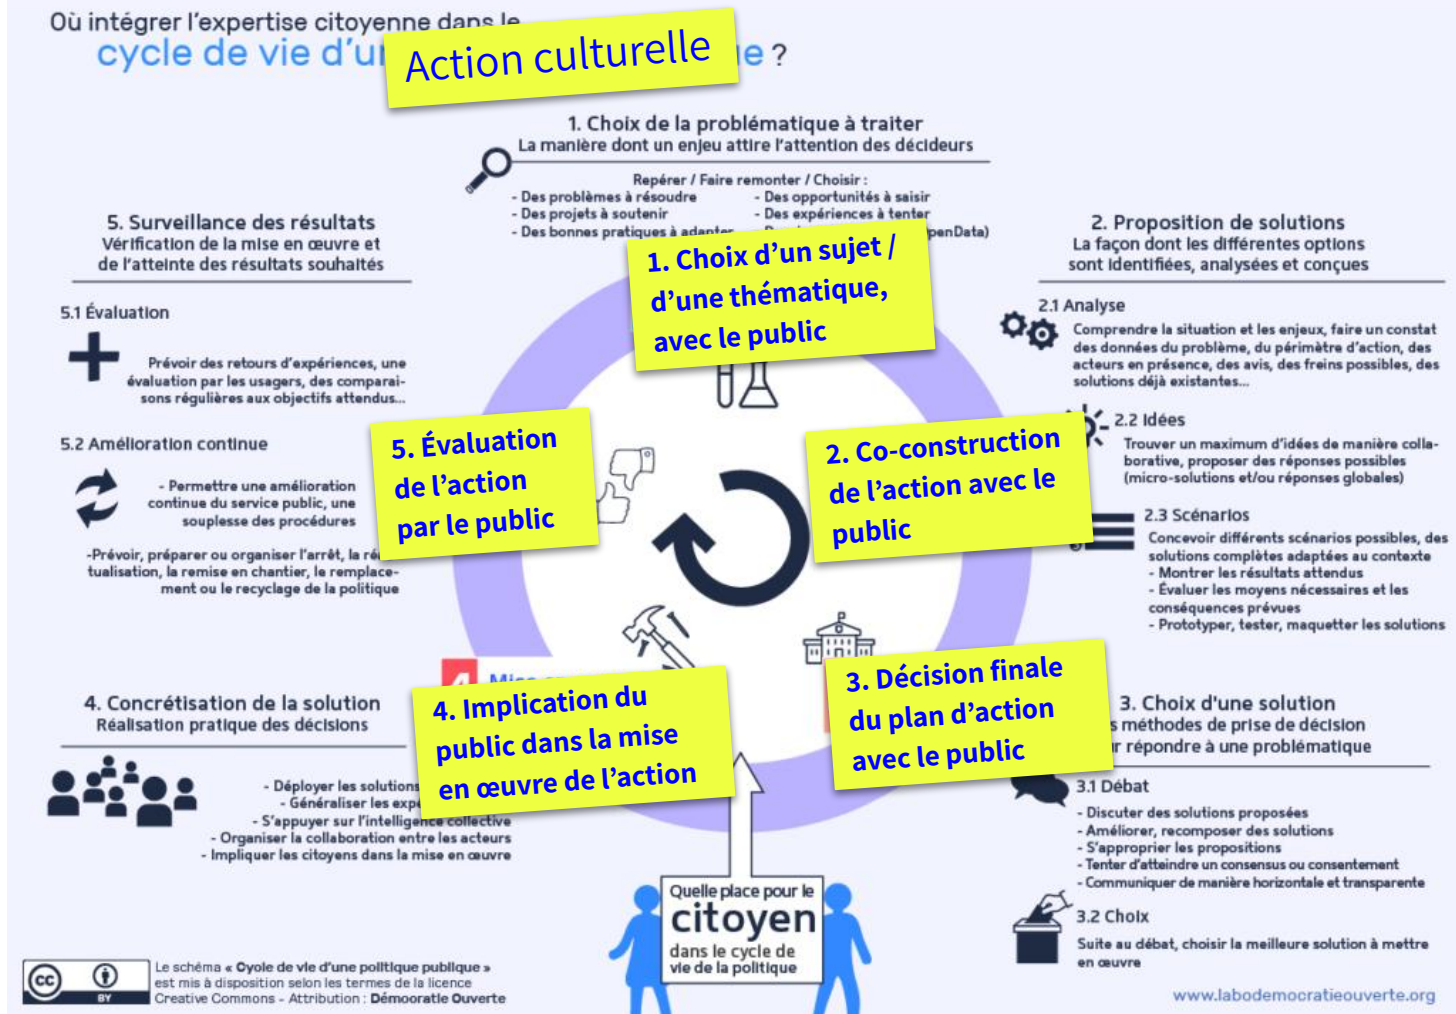 Où intégrer l'expertise citoyenne dans le
cycle de vie d'un
e ?
Action culturelle
1. Choix de la problématique à traiter
La manière dont un enjeu attire l'attention des décideurs
Repérer / Faire remonter / Choisir :
- Des problèmes à résoudre
- Des projets à soutenir
- Des bonnes pratiques à adapter
- Des opportunités à saisir
- Des expériences à tenter
penData)
1. Choix d'un sujet /
d'une thématique,
avec le public
2. Proposition de solutions
La façon dont les différentes options
sont identifiées, analysées et conçues
2.1 Analyse
Comprendre la situation et les enjeux, faire un constat
des données du problème, du périmètre d'action, des
acteurs en présence, des avis, des freins possibles, des
solutions déjà existantes...
2.2 Idées
Trouver un maximum d'idées de manière colla-
borative, proposer des réponses possibles
(micro-solutions et/ou réponses globales)
2.3 Scénarios
Concevoir différents scénarios possibles, des
solutions complètes adaptées au contexte
- Montrer les résultats attendus
- Évaluer les moyens nécessaires et les
conséquences prévues
- Prototyper, tester, maquetter les solutions
2. Co-construction
de l'action avec le
public
3. Décision finale
du plan d'action
avec le public
3. Choix d'une solution
s méthodes de prise de décision
r répondre à une problématique
3.1 Débat
- Discuter des solutions proposées
- Améliorer, recomposer des solutions
- S'approprier les propositions
- Tenter d'atteindre un consensus ou consentement
- Communiquer de manière horizontale et transparente
3.2 Choix
Suite au débat, choisir la meilleure solution à mettre
en œuvre
4. Implication du
public dans la mise
en œuvre de l'action
4. Concrétisation de la solution
Réalisation pratique des décisions
- Déployer les solutions
- Généraliser les exp
- S'appuyer sur l'intelligence collective
- Organiser la collaboration entre les acteurs
- Impliquer les citoyens dans la mise en œuvre
5. Évaluation
de l'action
par le public
5. Surveillance des résultats
Vérification de la mise en œuvre et
de l'atteinte des résultats souhaités
5.1 Évaluation
Prévoir des retours d'expériences, une
évaluation par les usagers, des comparai-
sons régulières aux objectifs attendus...
5.2 Amélioration continue
- Permettre une amélioration
continue du service public, une
souplesse des procédures
-Prévoir, préparer ou organiser l'arrêt, la ré
tualisation, la remise en chantier, le remplace-
ment ou le recyclage de la politique
Quelle place pour le
citoyen
dans le cycle de
vie de la politique
cc
BY
Le schéma « Cycle de vie d'une politique publique »
est mis à disposition selon les termes de la licence
Creative Commons - Attribution : Démocratie Ouverte
www.labodemocratieouverte.org